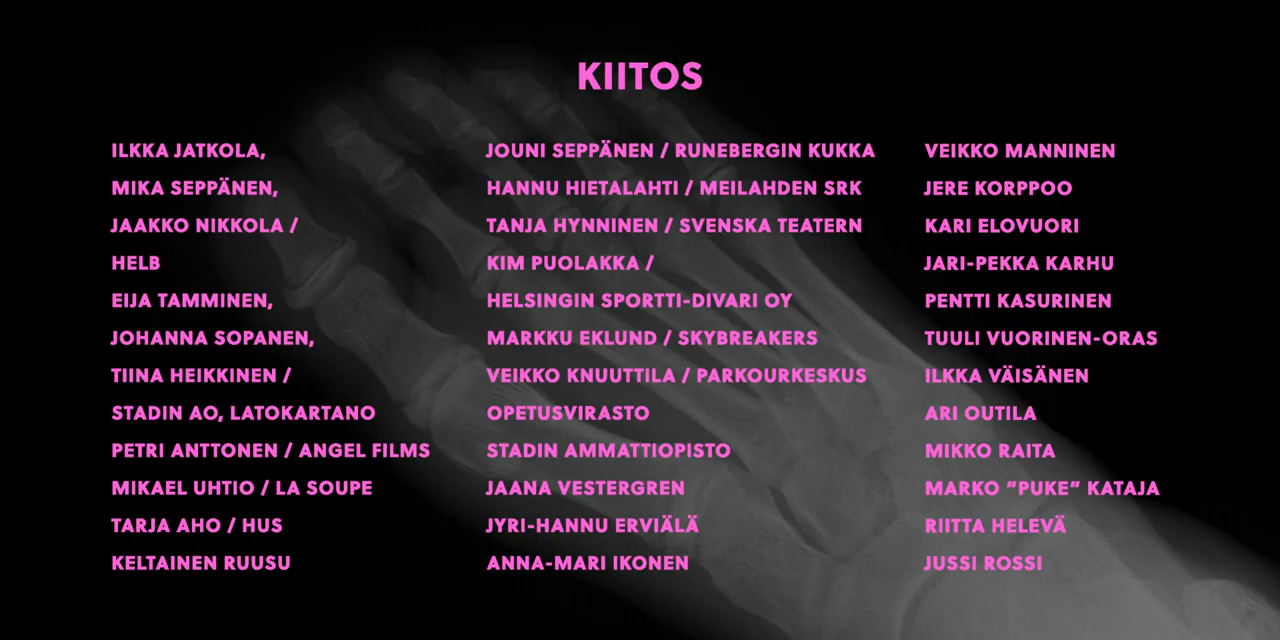 KIITOS
ILKKA JATKOLA,
MIKA SEPPÄNEN,
JAAKKO NIKKOLA /
HELB
EIJA TAMMINEN,
JOHANNA SOPANEN,
TIINA HEIKKINEN /
STADIN AO, LATOKARTANO
PETRI ANTTONEN / ANGEL FILMS
MIKAEL UHTIO / LA SOUPE
TARJA AHO / HUS
KELTAINEN RUUSU
JOUNI SEPPÄNEN / RUNEBERGIN KUKKA
HANNU HIETALAHTI / MEILAHDEN SRK
TANJA HYNNINEN / SVENSKA TEATERN
KIM PUOLAKKA /
HELSINGIN SPORTTI-DIVARI OY
MARKKU EKLUND / SKYBREAKERS
VEIKKO KNUUTTILA / PARKOURKESKUS
OPETUSVIRASTO
STADIN AMMATTIOPISTO
JAANA VESTERGREN
JYRI-HANNU ERVIÄLÄ
ANNA-MARI IKONEN
VEIKKO MANNINEN
JERE KORPPOO
KARI ELOVUORI
JARI-PEKKA KARHU
PENTTI KASURINEN
TUULI VUORINEN-ORAS
ILKKA VÄISÄNEN
ARI OUTILA
MIKKO RAITA
MARKO ”PUKE” KATAJA
RIITTA HELEVÄ
JUSSI ROSSI